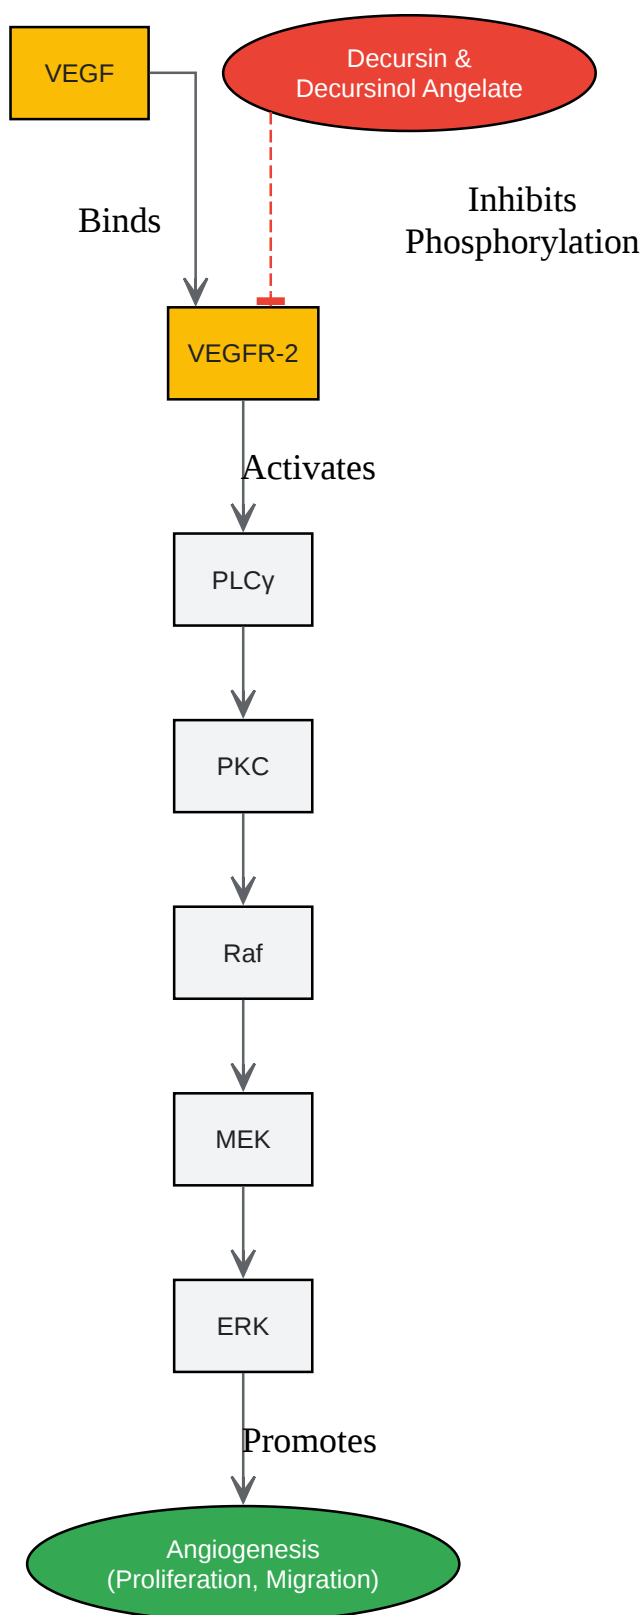 VEGF
Decursin &
Decursinol Angelate
Binds
Inhibits
Phosphorylation
VEGFR-2
Activates
PLCγ
PKC
Raf
MEK
ERK
Promotes
Angiogenesis
(Proliferation, Migration)